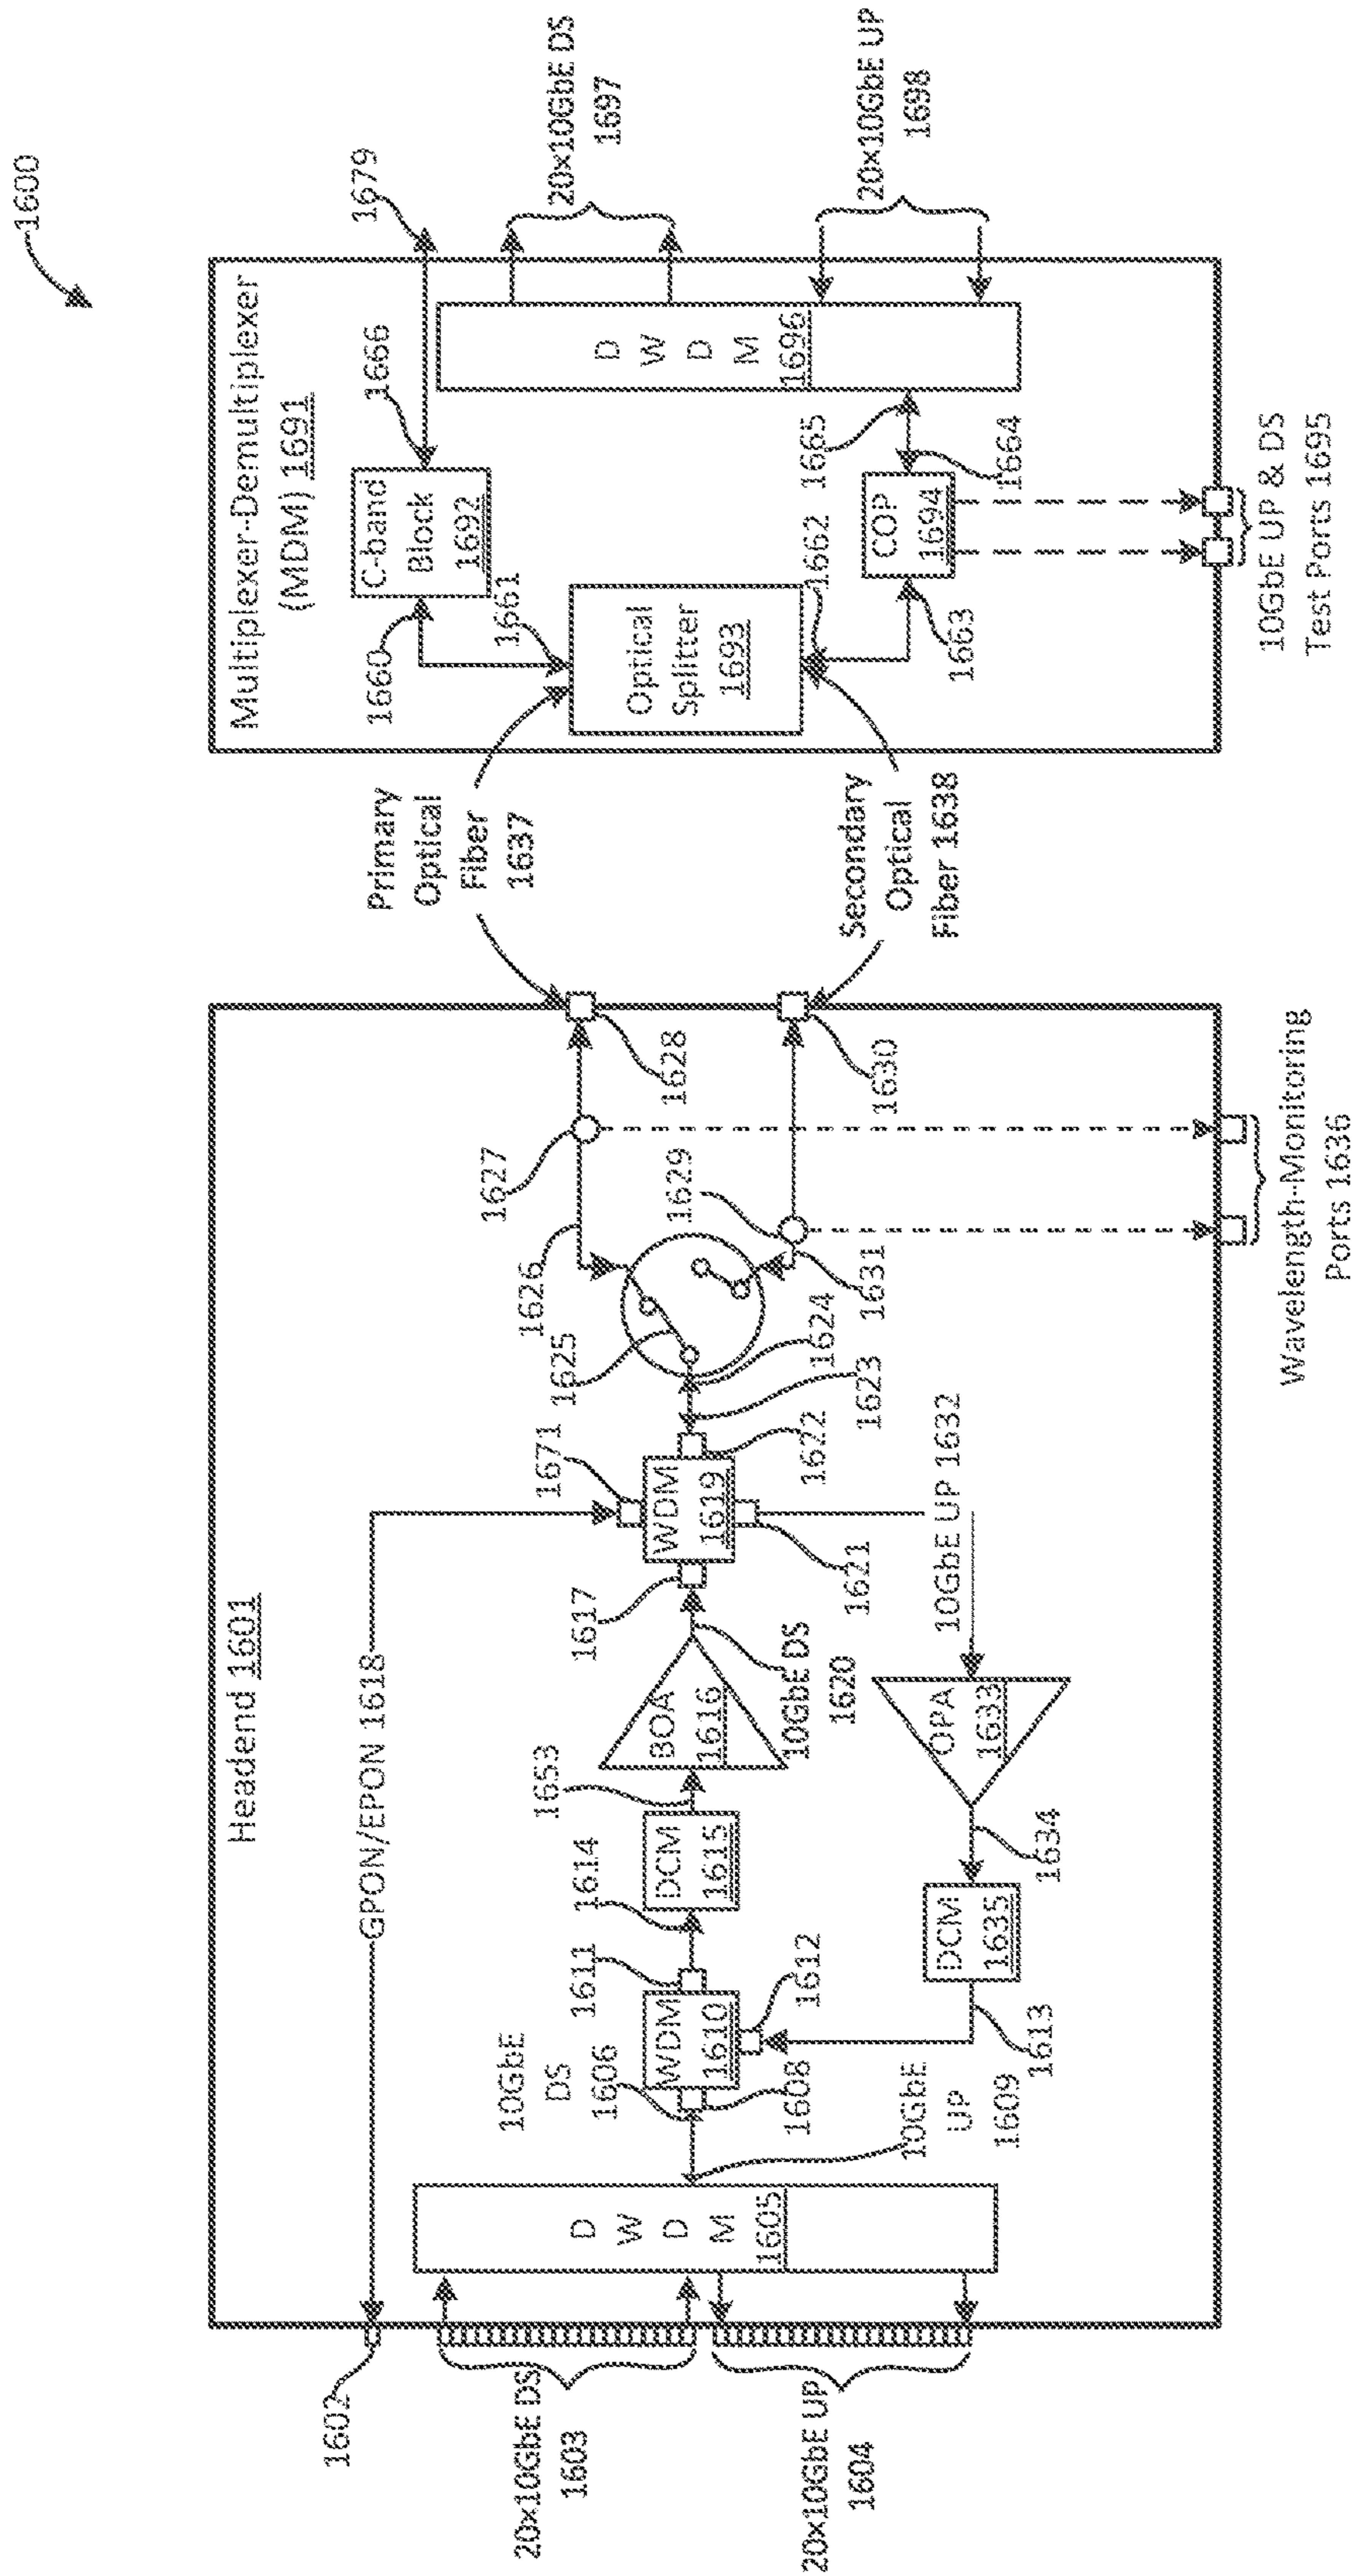 1600
Headend 1601
GPON/EPON 1618
1602
20×10GbE DS
1603
20×10GbE UP
1604
D
W
D
M
1605
10GbE
DS
1606
1608
10GbE
UP
1609
WDM
1610
1611
1612
1613
1614
DCM
1615
1653
BOA
1616
10GbE DS
1620
1617
WDM
1619
1671
1621
1622
1623
1624
1625
1626
1627
1628
1629
1630
1631
10GbE UP 1632
OPA
1633
1634
DCM
1635
Wavelength-Monitoring
Ports 1636
Primary
Optical
Fiber
1637
Secondary
Optical
Fiber 1638
Multiplexer-Demultiplexer
(MDM) 1691
C-band
Block
1692
1660
1661
1666
1679
Optical
Splitter
1693
1662
1663
COP
1694
1664
1665
D
W
D
M
1696
20×10GbE DS
1697
20×10GbE UP
1698
10GbE UP & DS
Test Ports 1695